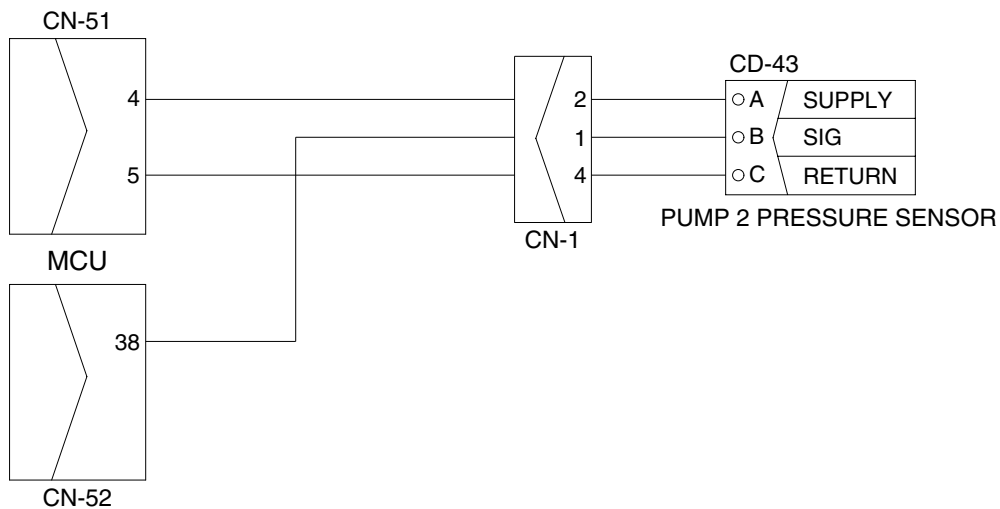 CN-51
4
5
MCU
38
CN-52
2
1
4
CN-1
CD-43
A SUPPLY
B SIG
C RETURN
PUMP 2 PRESSURE SENSOR